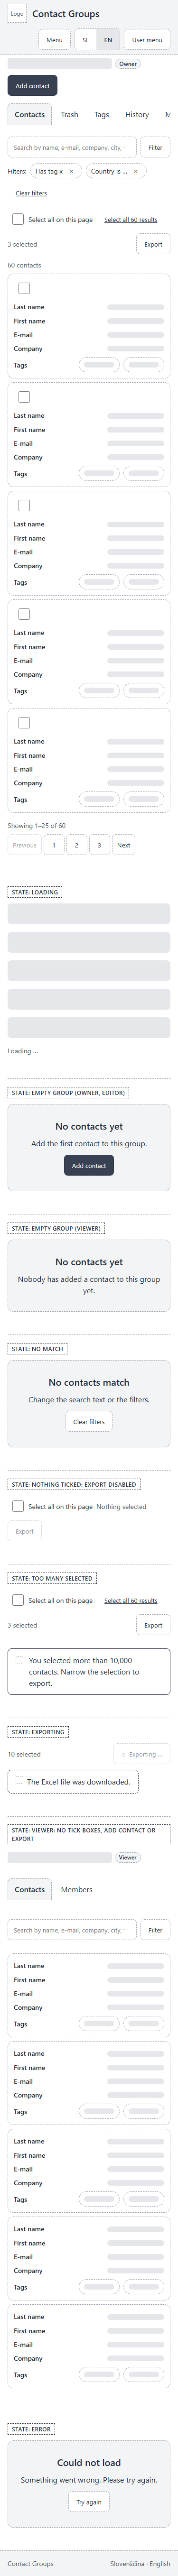 Logo
Contact Groups
Menu
SL
EN
User menu
Owner
Add contact
Contacts
Trash
Tags
History
M
Search by name, e-mail, company, city,
Filter
Filters:
Has tag x ×
Country is ... ×
Clear filters
Select all on this page
Select all 60 results
3 selected
Export
60 contacts
Last name
First name
E-mail
Company
Tags
Last name
First name
E-mail
Company
Tags
Last name
First name
E-mail
Company
Tags
Last name
First name
E-mail
Company
Tags
Last name
First name
E-mail
Company
Tags
Showing 1–25 of 60
Previous
1
2
3
Next
STATE: LOADING
Loading ...
STATE: EMPTY GROUP (OWNER, EDITOR)
No contacts yet
Add the first contact to this group.
Add contact
STATE: EMPTY GROUP (VIEWER)
No contacts yet
Nobody has added a contact to this group
yet.
STATE: NO MATCH
No contacts match
Change the search text or the filters.
Clear filters
STATE: NOTHING TICKED: EXPORT DISABLED
Select all on this page
Nothing selected
Export
STATE: TOO MANY SELECTED
Select all on this page
Select all 60 results
3 selected
Export
You selected more than 10,000
contacts. Narrow the selection to
export.
STATE: EXPORTING
10 selected
Exporting ...
The Excel file was downloaded.
STATE: VIEWER: NO TICK BOXES, ADD CONTACT OR
EXPORT
Viewer
Contacts
Members
Search by name, e-mail, company, city,
Filter
Last name
First name
E-mail
Company
Tags
Last name
First name
E-mail
Company
Tags
Last name
First name
E-mail
Company
Tags
Last name
First name
E-mail
Company
Tags
Last name
First name
E-mail
Company
Tags
STATE: ERROR
Could not load
Something went wrong. Please try again.
Try again
Contact Groups
Slovenščina · English